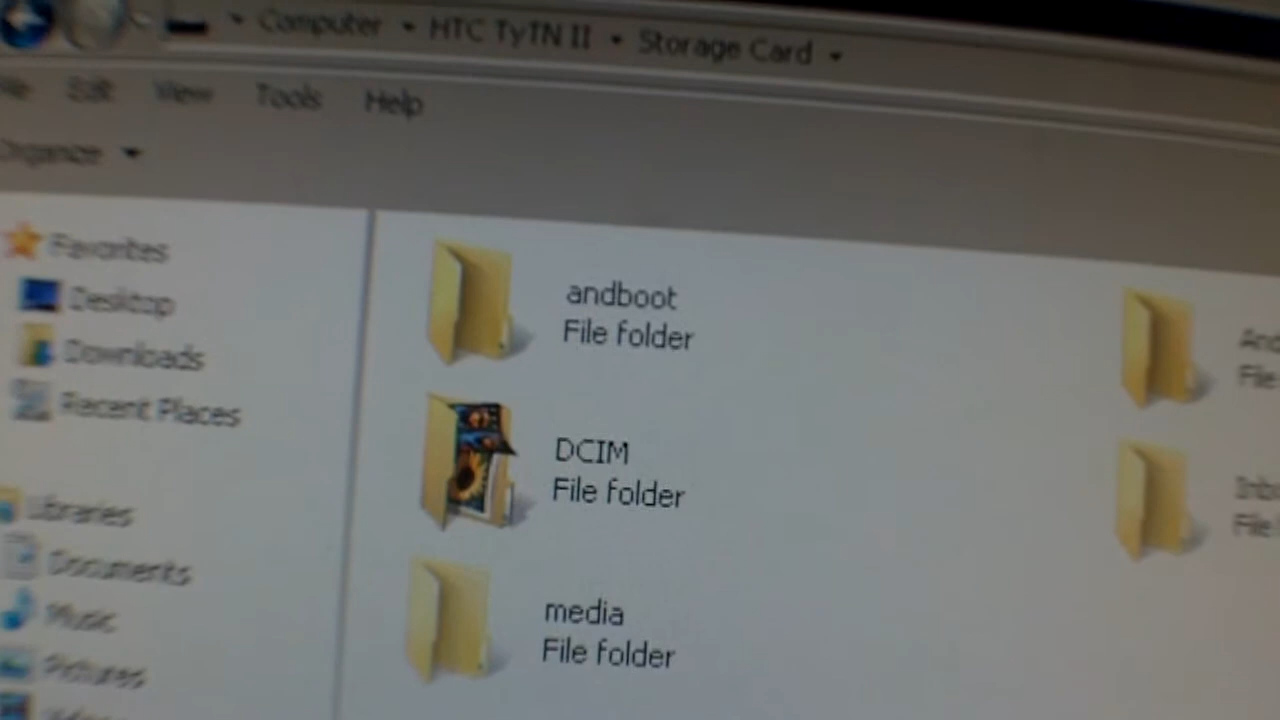 Computer HTC TyTN II Storage Card
Edit View Tools Help
Organize
Favorites
Desktop
Downloads
Recent Places
Libraries
Documents
Music
Pictures
andboot
File folder
DCIM
File folder
media
File folder
File
File